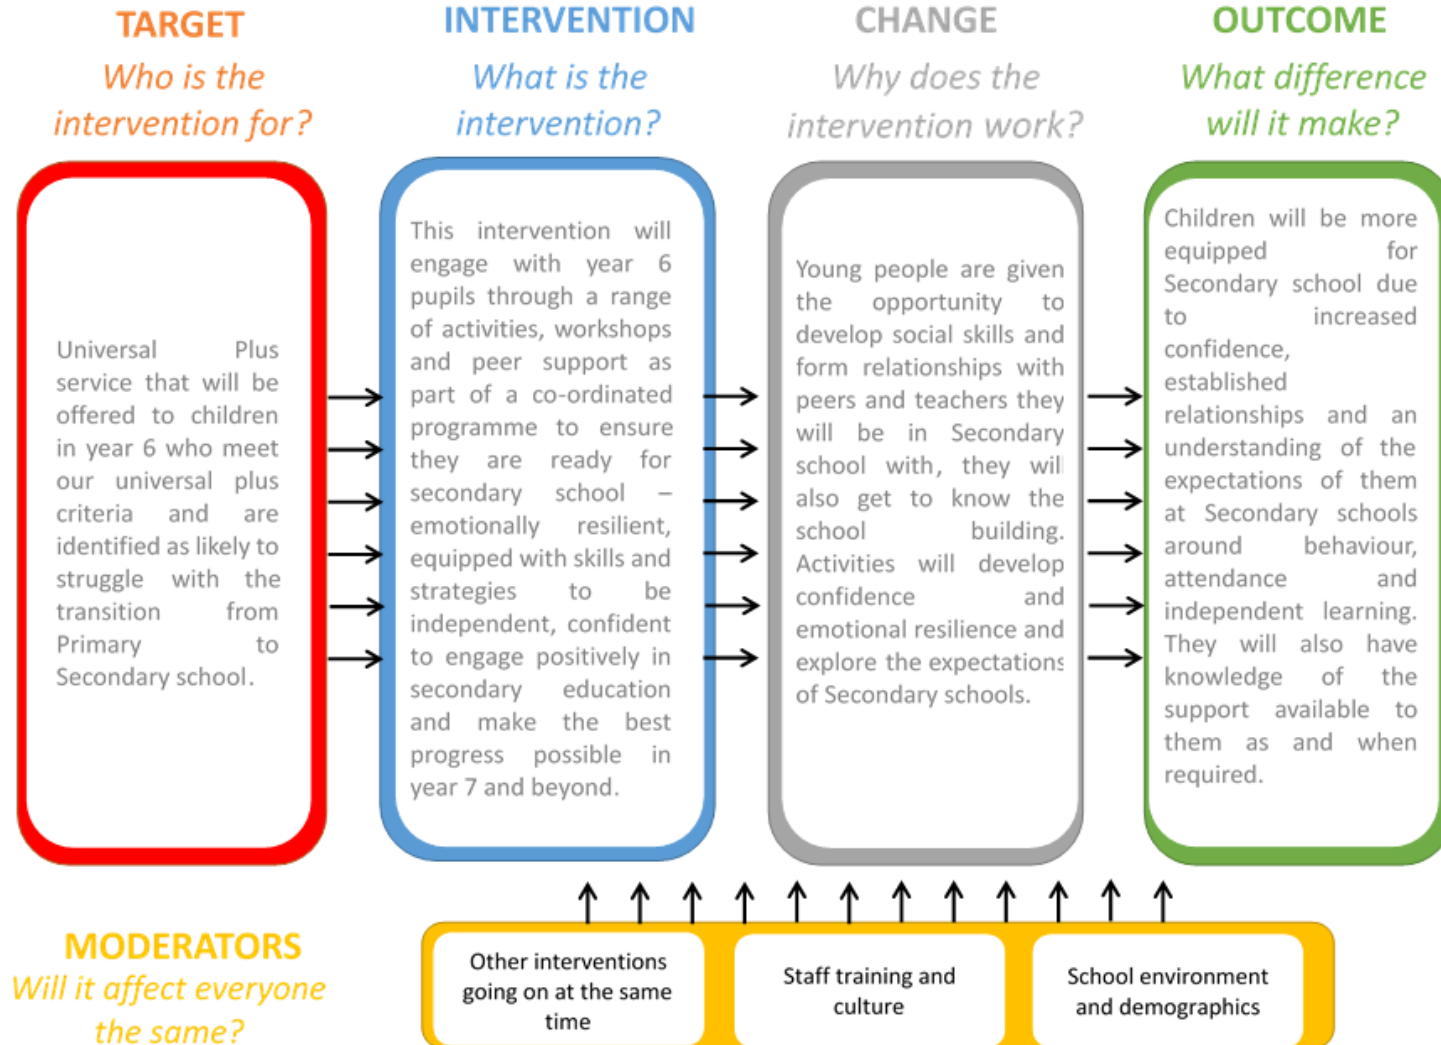 TARGET
Who is the
intervention for?
Universal Plus
service that will be
offered to children
in year 6 who meet
our universal plus
criteria and are
identified as likely to
struggle with the
transition from
Primary to
Secondary school.
INTERVENTION
What is the
intervention?
This intervention will
engage with year 6
pupils through a range
of activities, workshops
and peer support as
part of a co-ordinated
programme to ensure
they are ready for
secondary school –
emotionally resilient,
equipped with skills and
strategies to be
independent, confident
to engage positively in
secondary education
and make the best
progress possible in
year 7 and beyond.
CHANGE
Why does the
intervention work?
Young people are given
the opportunity to
develop social skills and
form relationships with
peers and teachers they
will be in Secondary
school with, they will
also get to know the
school building.
Activities will develop
confidence and
emotional resilience and
explore the expectations
of Secondary schools.
OUTCOME
What difference
will it make?
Children will be more
equipped for
Secondary school due
to increased
confidence,
established
relationships and an
understanding of the
expectations of them
at Secondary schools
around behaviour,
attendance and
independent learning.
They will also have
knowledge of the
support available to
them as and when
required.
MODERATORS
Will it affect everyone
the same?
Other interventions
going on at the same
time
Staff training and
culture
School environment
and demographics